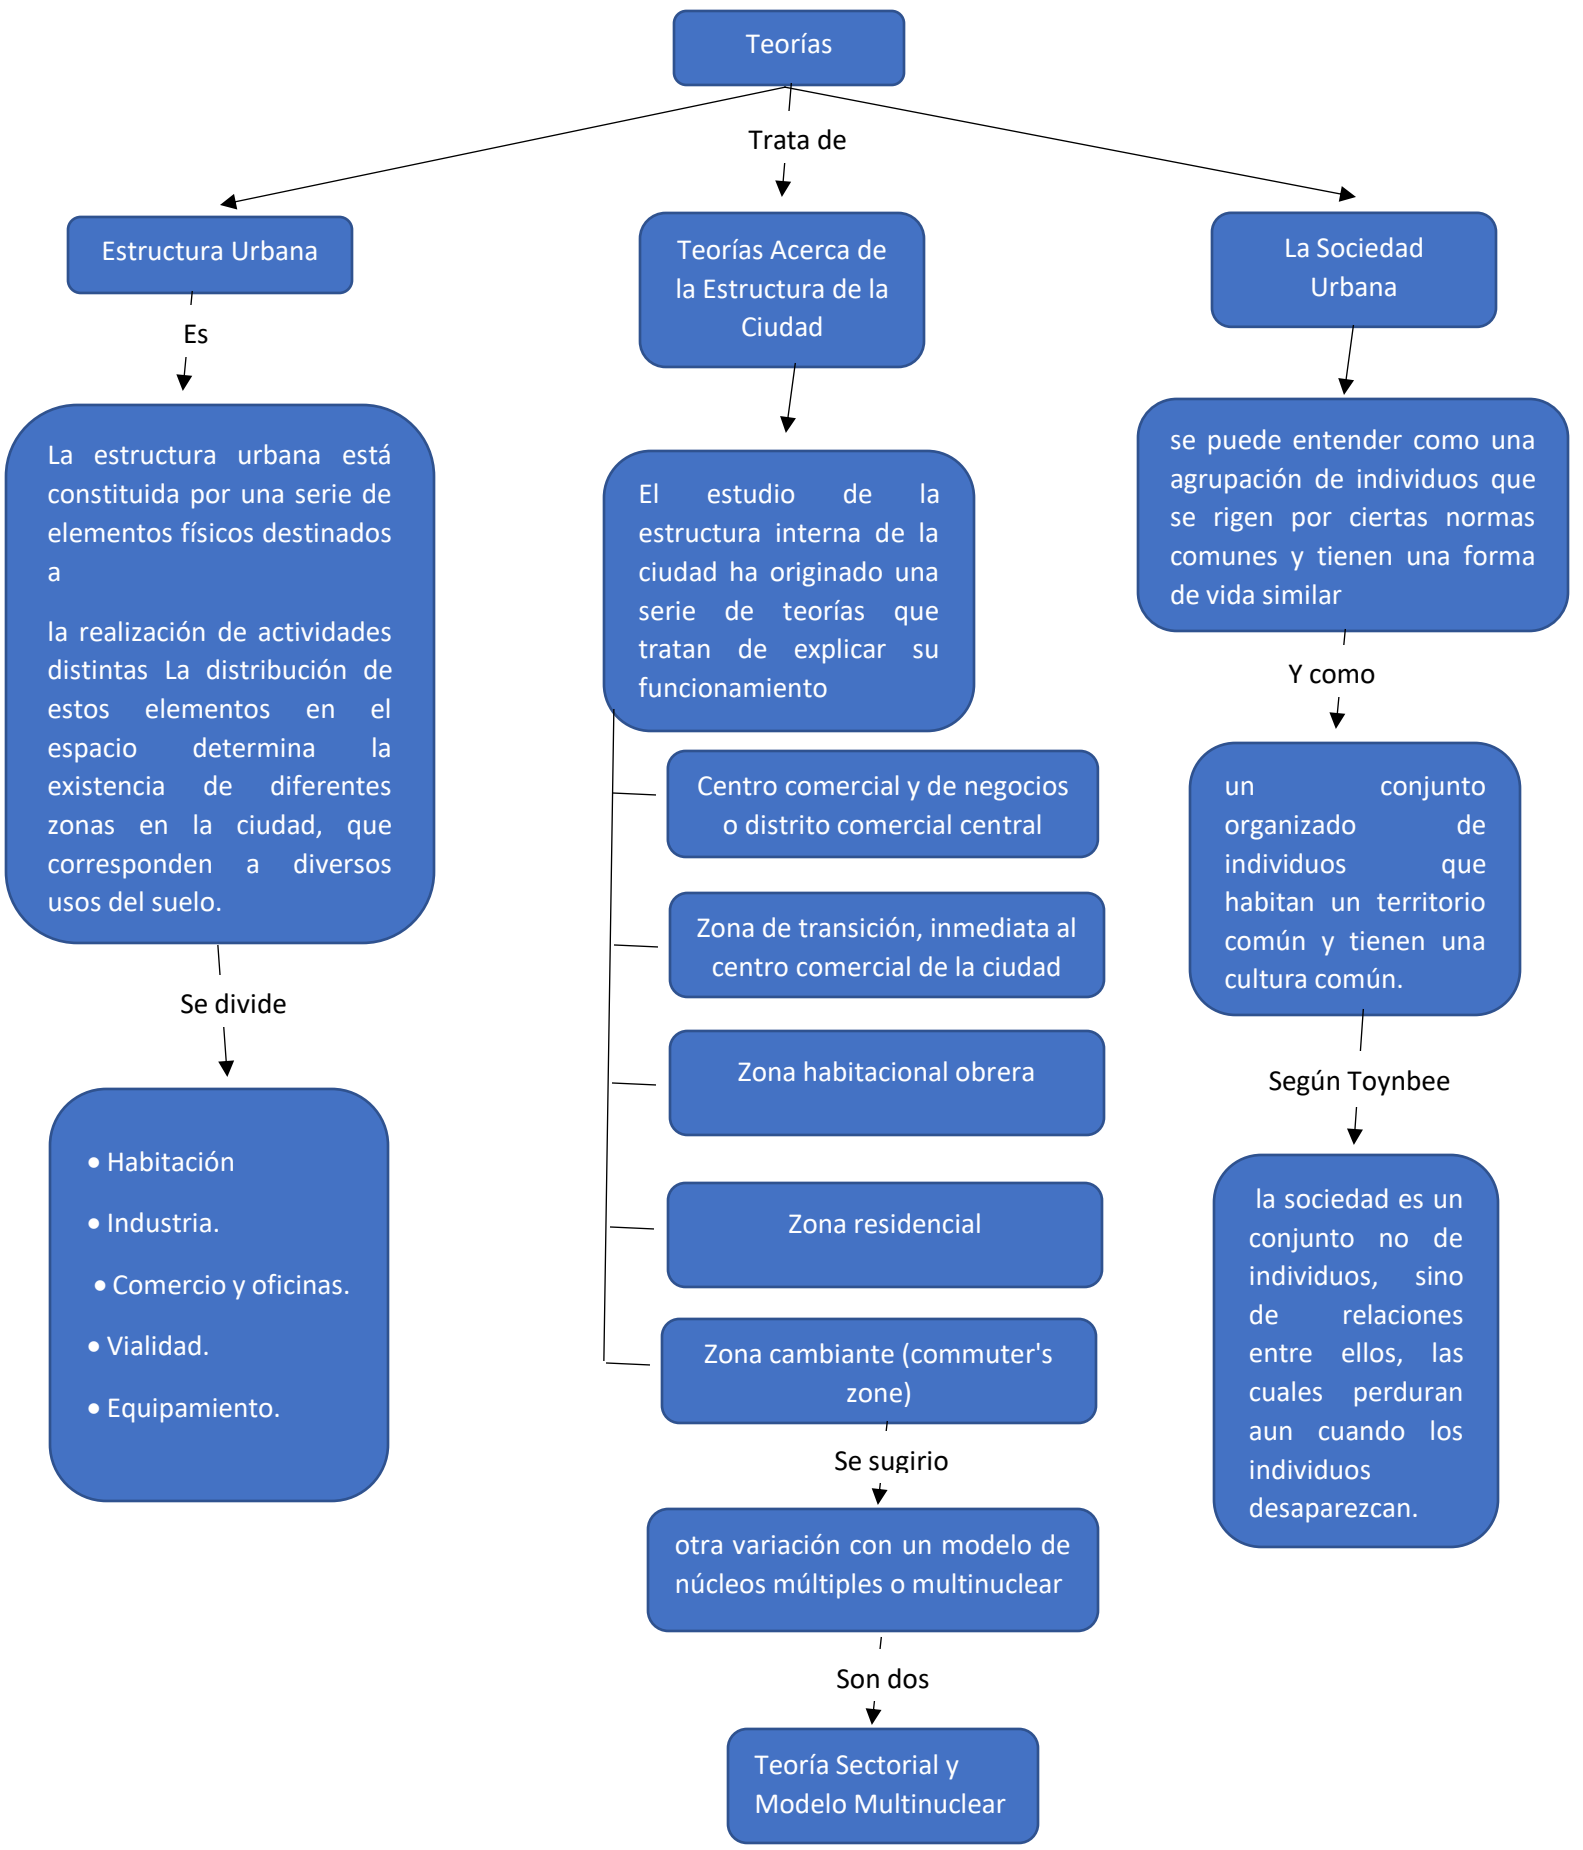 Teorías
Trata de
Estructura Urbana
Es
La estructura urbana está
constituida por una serie de
elementos físicos destinados
a
la realización de actividades
distintas La distribución de
estos elementos en el
espacio determina la
existencia de diferentes
zonas en la ciudad, que
corresponden a diversos
usos del suelo.
Se divide
• Habitación
• Industria.
• Comercio y oficinas.
• Vialidad.
• Equipamiento.
Teorías Acerca de
la Estructura de la
Ciudad
El estudio de la
estructura interna de la
ciudad ha originado una
serie de teorías que
tratan de explicar su
funcionamiento
Centro comercial y de negocios
o distrito comercial central
Zona de transición, inmediata al
centro comercial de la ciudad
Zona habitacional obrera
Zona residencial
Zona cambiante (commuter's
zone)
Se sugirio
otra variación con un modelo de
núcleos múltiples o multinuclear
Son dos
Teoría Sectorial y
Modelo Multinuclear
La Sociedad
Urbana
se puede entender como una
agrupación de individuos que
se rigen por ciertas normas
comunes y tienen una forma
de vida similar
Y como
un conjunto
organizado de
individuos que
habitan un territorio
común y tienen una
cultura común.
Según Toynbee
la sociedad es un
conjunto no de
individuos, sino
de relaciones
entre ellos, las
cuales perduran
aun cuando los
individuos
desaparezcan.